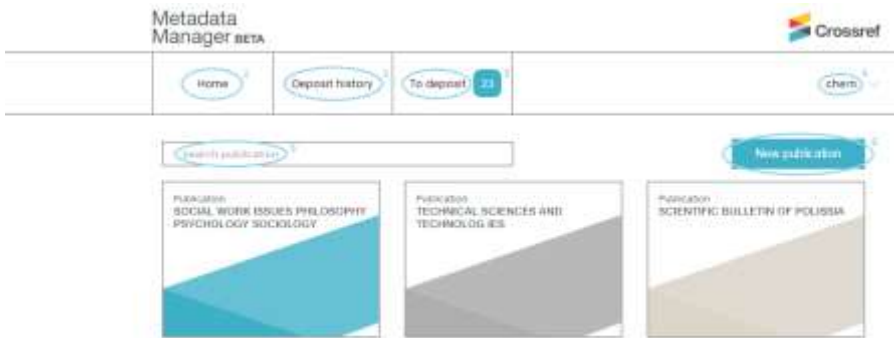 Metadata
Manager BETA
Crossref
Home
Deposit history
To deposit 23
chern
Search publication
New publication
Publication
SOCIAL WORK ISSUES PHILOSOPHY
PSYCHOLOGY SOCIOLOGY
Publication
TECHNICAL SCIENCES AND
TECHNOLOG IES
Publication
SCIENTIFIC BULLETIN OF POLISSIA